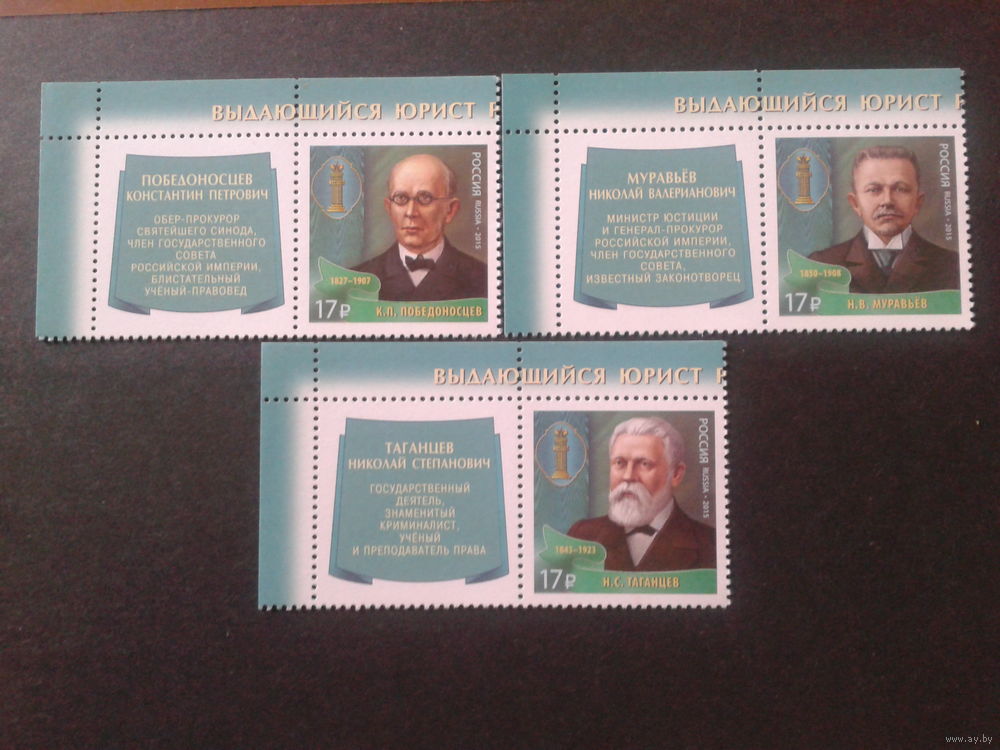 ВЫДАЮЩИЙСЯ ЮРИСТ
ПОБЕДОНОСЦЕВ
КОНСТАНТИН ПЕТРОВИЧ
ОБЕР-ПРОКУРОР
СВЯТЕЙШЕГО СИНОДА,
ЧЛЕН ГОСУДАРСТВЕННОГО
СОВЕТА
РОССИЙСКОЙ ИМПЕРИИ,
БЛИСТАТЕЛЬНЫЙ
УЧЁНЫЙ-ПРАВОВЕД
РОССИЯ RUSSIA • 2015
1827–1907
17₽
К.П. ПОБЕДОНОСЦЕВ
ВЫДАЮЩИЙСЯ ЮРИСТ
МУРАВЬЁВ
НИКОЛАЙ ВАЛЕРИАНОВИЧ
МИНИСТР ЮСТИЦИИ
И ГЕНЕРАЛ-ПРОКУРОР
РОССИЙСКОЙ ИМПЕРИИ,
ЧЛЕН ГОСУДАРСТВЕННОГО
СОВЕТА,
ИЗВЕСТНЫЙ ЗАКОНОТВОРЕЦ
РОССИЯ RUSSIA • 2015
1850–1908
17₽
Н.В. МУРАВЬЁВ
ВЫДАЮЩИЙСЯ ЮРИСТ
ТАГАНЦЕВ
НИКОЛАЙ СТЕПАНОВИЧ
ГОСУДАРСТВЕННЫЙ
ДЕЯТЕЛЬ,
ЗНАМЕНИТЫЙ
КРИМИНАЛИСТ,
УЧЁНЫЙ
И ПРЕПОДАВАТЕЛЬ ПРАВА
РОССИЯ RUSSIA • 2015
1843–1923
17₽
Н.С. ТАГАНЦЕВ
www.ay.by